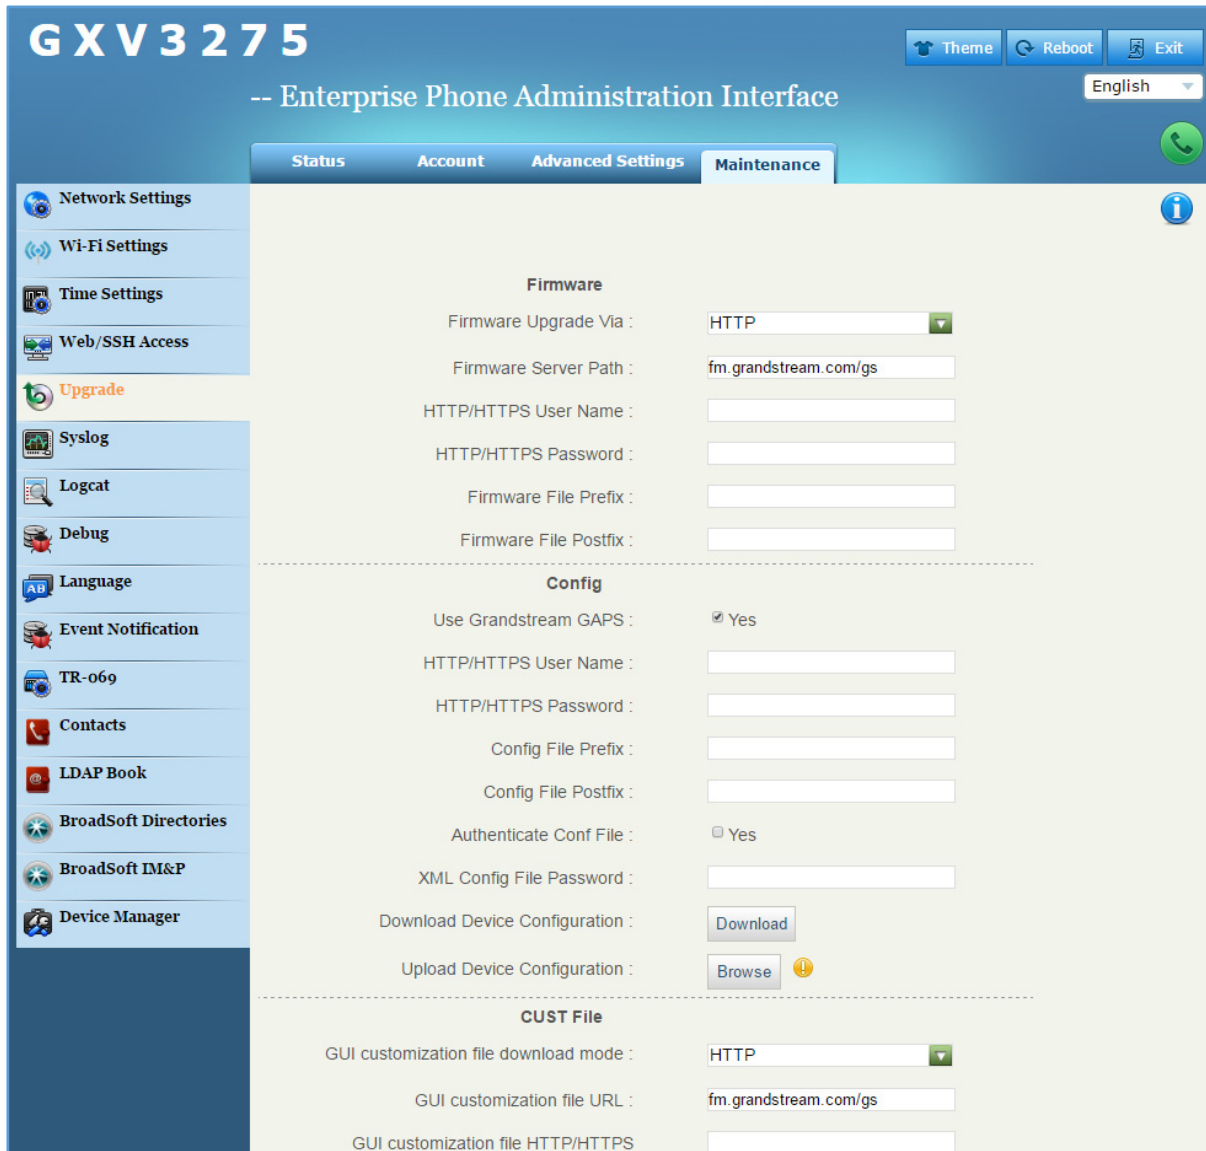 GXV3275
Theme
Reboot
Exit
-- Enterprise Phone Administration Interface
English
Status
Account
Advanced Settings
Maintenance
Network Settings
Wi-Fi Settings
Time Settings
Web/SSH Access
Upgrade
Syslog
Logcat
Debug
Language
Event Notification
TR-069
Contacts
LDAP Book
BroadSoft Directories
BroadSoft IM&P
Device Manager
Firmware
Firmware Upgrade Via : HTTP
Firmware Server Path : fm.grandstream.com/gs
HTTP/HTTPS User Name :
HTTP/HTTPS Password :
Firmware File Prefix :
Firmware File Postfix :
Config
Use Grandstream GAPS : Yes
HTTP/HTTPS User Name :
HTTP/HTTPS Password :
Config File Prefix :
Config File Postfix :
Authenticate Conf File : Yes
XML Config File Password :
Download Device Configuration : Download
Upload Device Configuration : Browse
CUST File
GUI customization file download mode : HTTP
GUI customization file URL : fm.grandstream.com/gs
GUI customization file HTTP/HTTPS